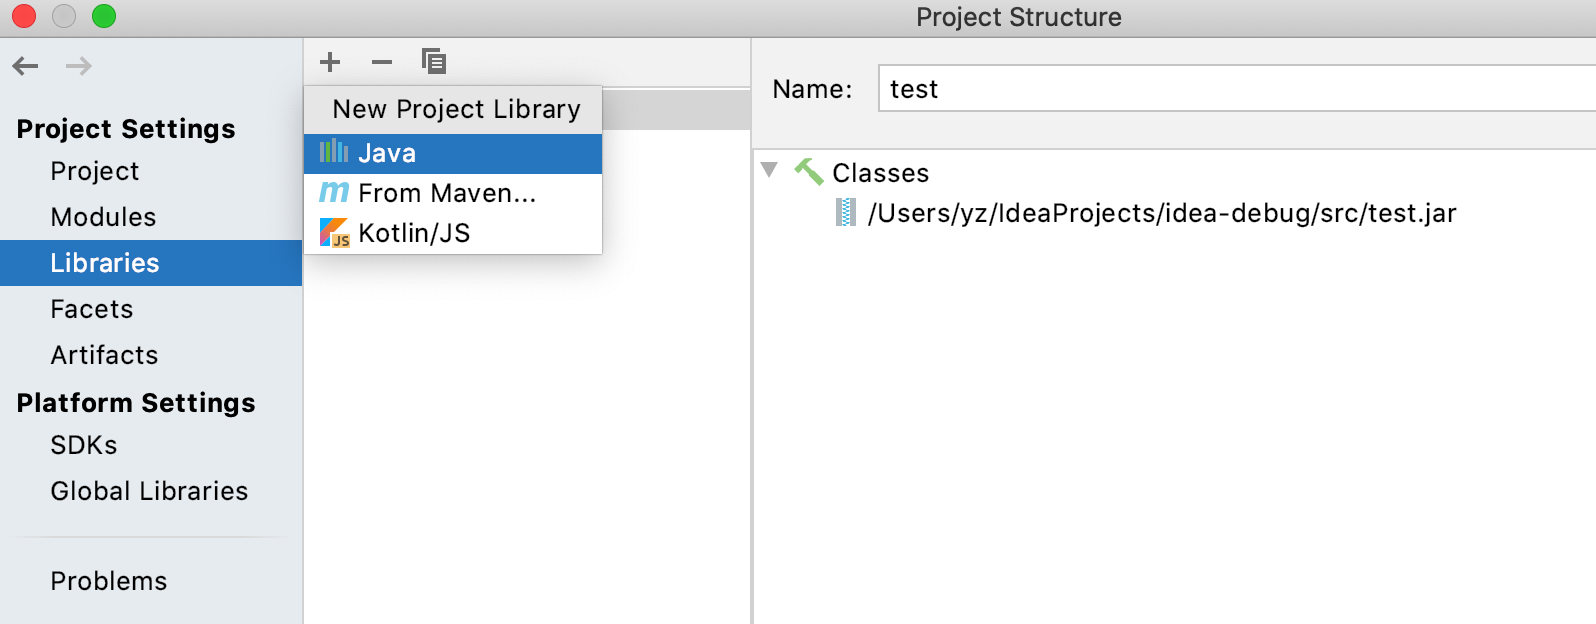 Project Structure
Project Settings
Project
Modules
Libraries
Facets
Artifacts
Platform Settings
SDKs
Global Libraries
Problems
New Project Library
Java
From Maven...
JS Kotlin/JS
Name: test
Classes
/Users/yz/IdeaProjects/idea-debug/src/test.jar